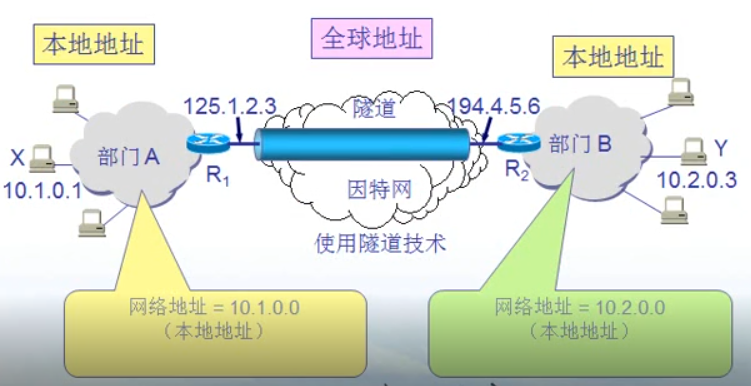 本地地址
全球地址
本地地址
125.1.2.3
隧道
194.4.5.6
X
部门 A
R1
部门 B
Y
10.1.0.1
因特网
R2
10.2.0.3
使用隧道技术
网络地址 = 10.1.0.0
（本地地址）
网络地址 = 10.2.0.0
（本地地址）